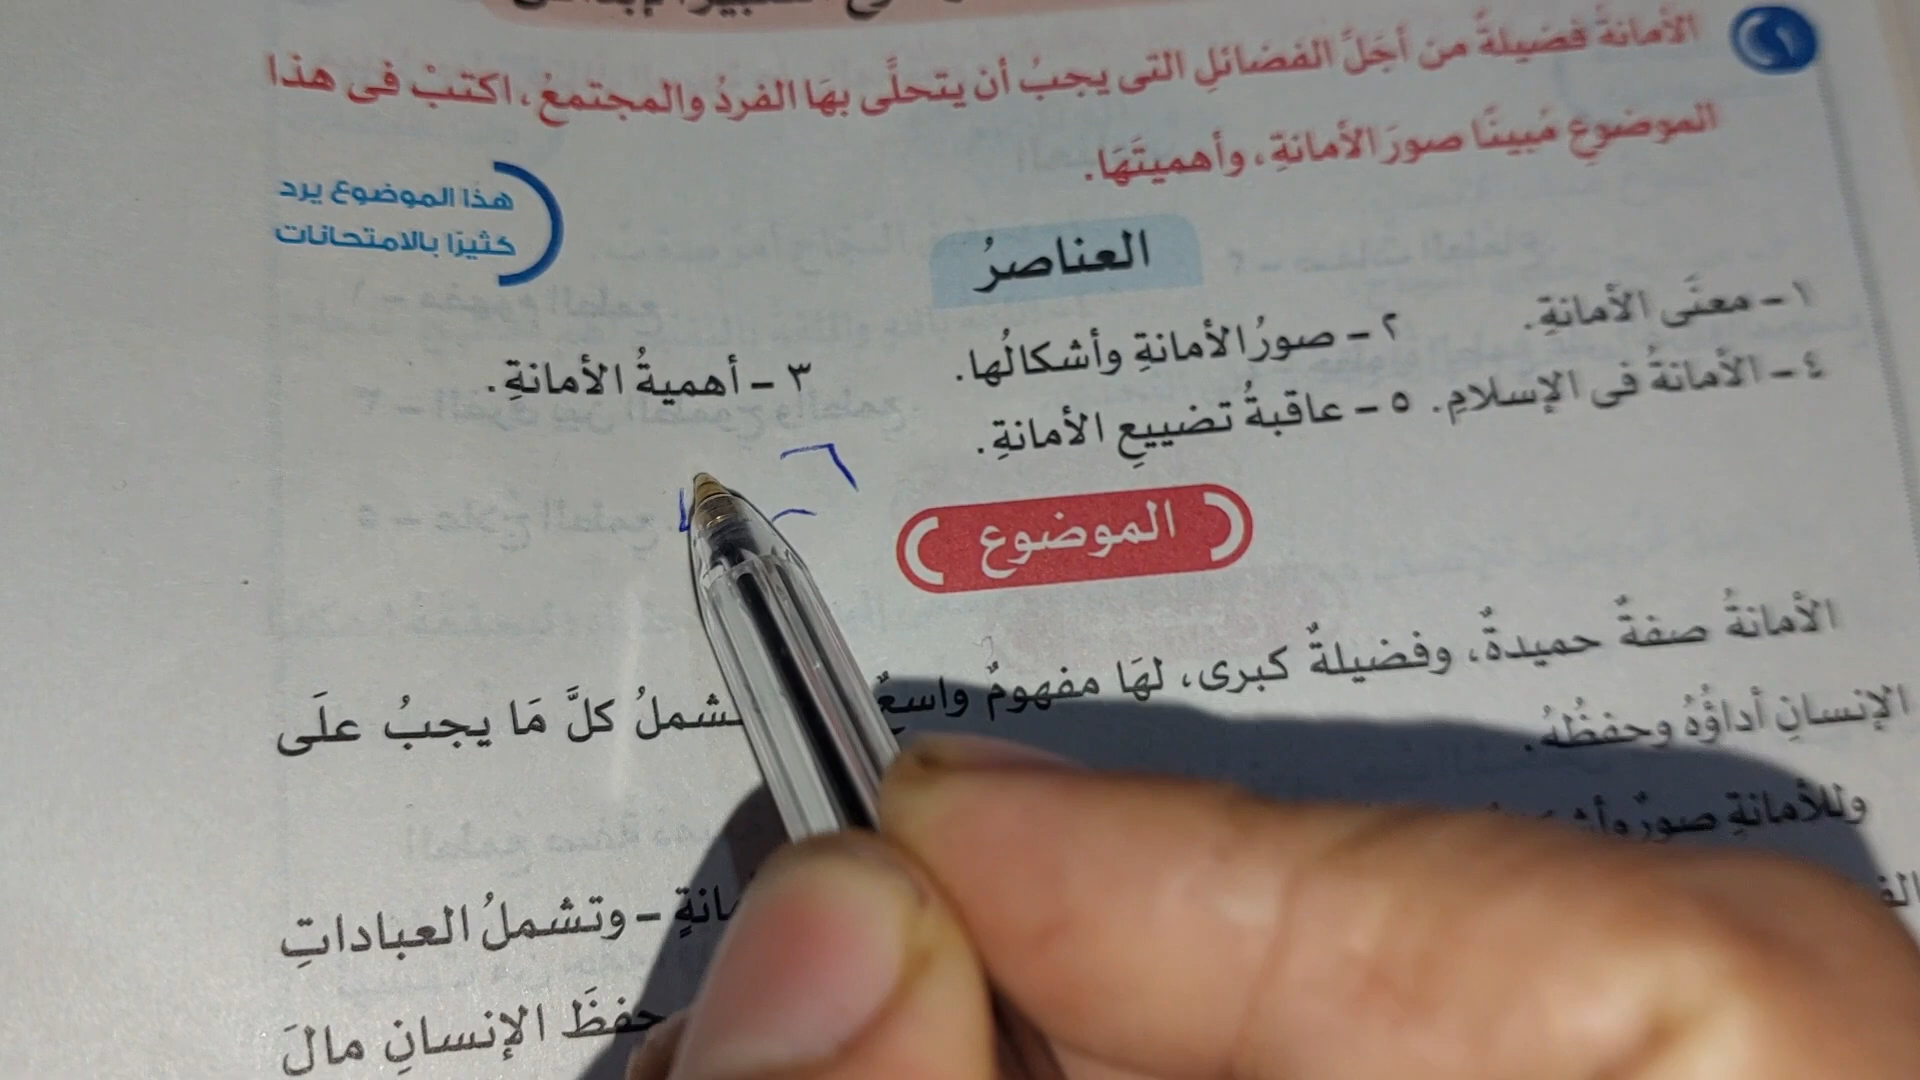 الأمانةُ فضيلةٌ من أجَلِّ الفضائلِ التى يجبُ أن يتحلَّى بهَا الفردُ والمجتمعُ، اكتبْ فى هذا
الموضوعِ مُبينًا صورَ الأمانةِ، وأهميتَهَا.
هذا الموضوع يرد
كثيرًا بالامتحانات
العناصرُ
١ - معنَى الأمانةِ. ٢ - صورُ الأمانةِ وأشكالُها. ٣ - أهميةُ الأمانةِ.
٤ - الأمانةُ فى الإسلامِ. ٥ - عاقبةُ تضييعِ الأمانةِ.
٦ -
الموضوع
الأمانةُ صفةٌ حميدةٌ، وفضيلةٌ كبرى، لهَا مفهومٌ واسعٌ كلَّ مَا يجبُ علَى
الإنسانِ أداؤُهُ وحفظُهُ.
وللأمانةِ صورٌ
- وتشملُ العباداتِ
حفظَ الإنسانِ مالَ